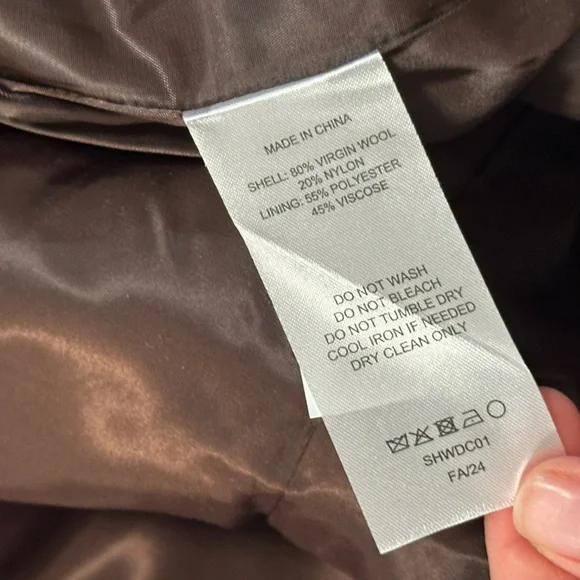 MADE IN CHINA
SHELL: 80% VIRGIN WOOL
20% NYLON
LINING: 55% POLYESTER
45% VISCOSE
DO NOT WASH
DO NOT BLEACH
DO NOT TUMBLE DRY
COOL IRON IF NEEDED
DRY CLEAN ONLY
SHWDC01
FA/24